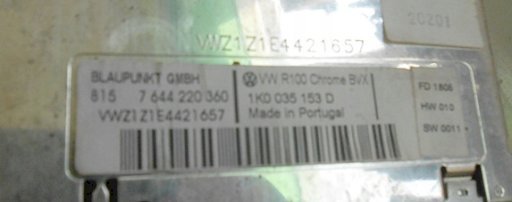 20Z01
VWZ1Z1E4421657
BLAUPUNKT GMBH
VW R100 Chrome BVX
815 7 644 220 360
1K0 035 153 D
VWZ1Z1E4421657
Made in Portugal
FD 1806
HW 010
SW 0011